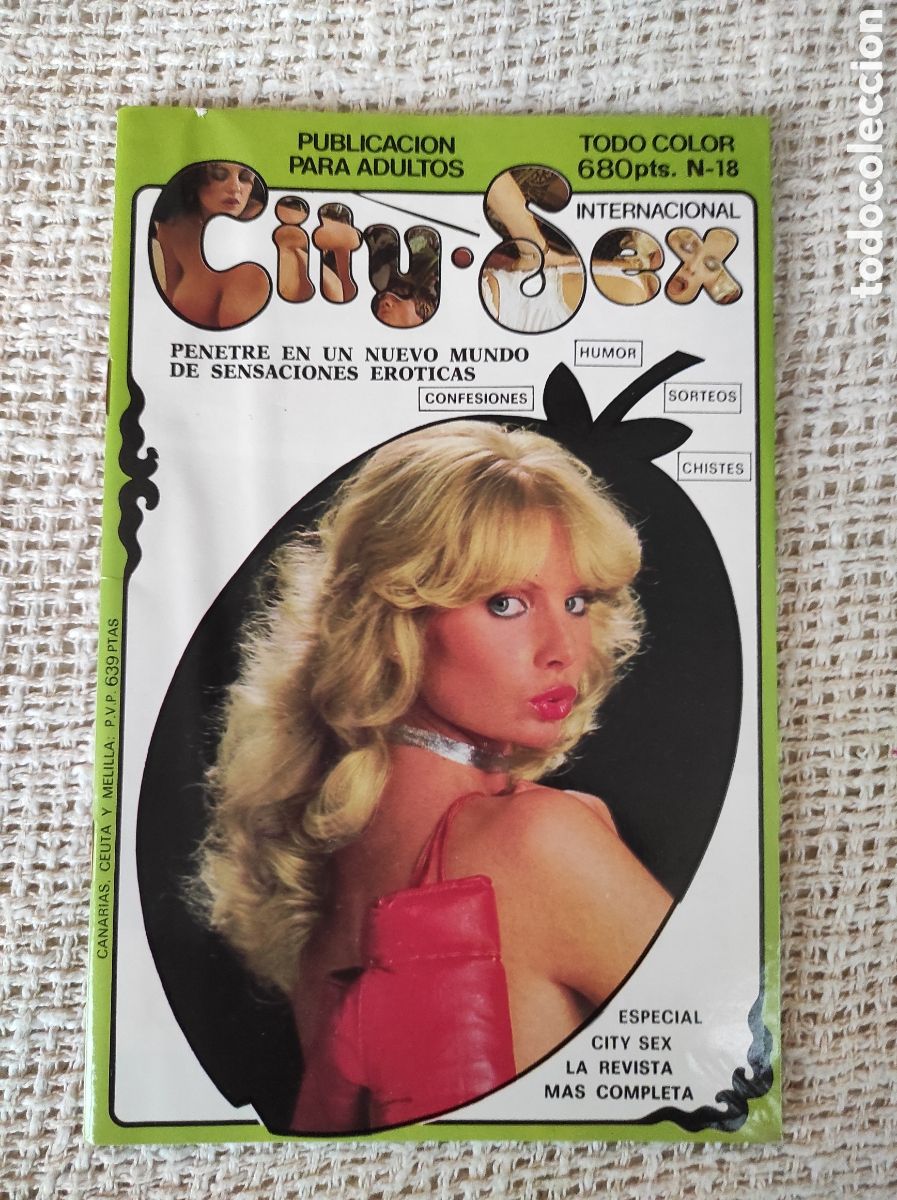 PUBLICACION
PARA ADULTOS
TODO COLOR
680pts. N-18
INTERNACIONAL
City·Sex
PENETRE EN UN NUEVO MUNDO
DE SENSACIONES EROTICAS
HUMOR
CONFESIONES
SORTEOS
CHISTES
CANARIAS, CEUTA Y MELILLA: P.V.P. 639 PTAS
ESPECIAL
CITY SEX
LA REVISTA
MAS COMPLETA
todocoleccion